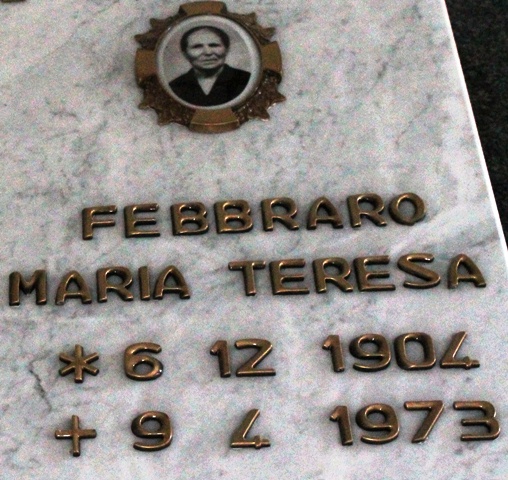 FEBBRARO
MARIA TERESA
* 6 12 1904
+ 9 4 1973